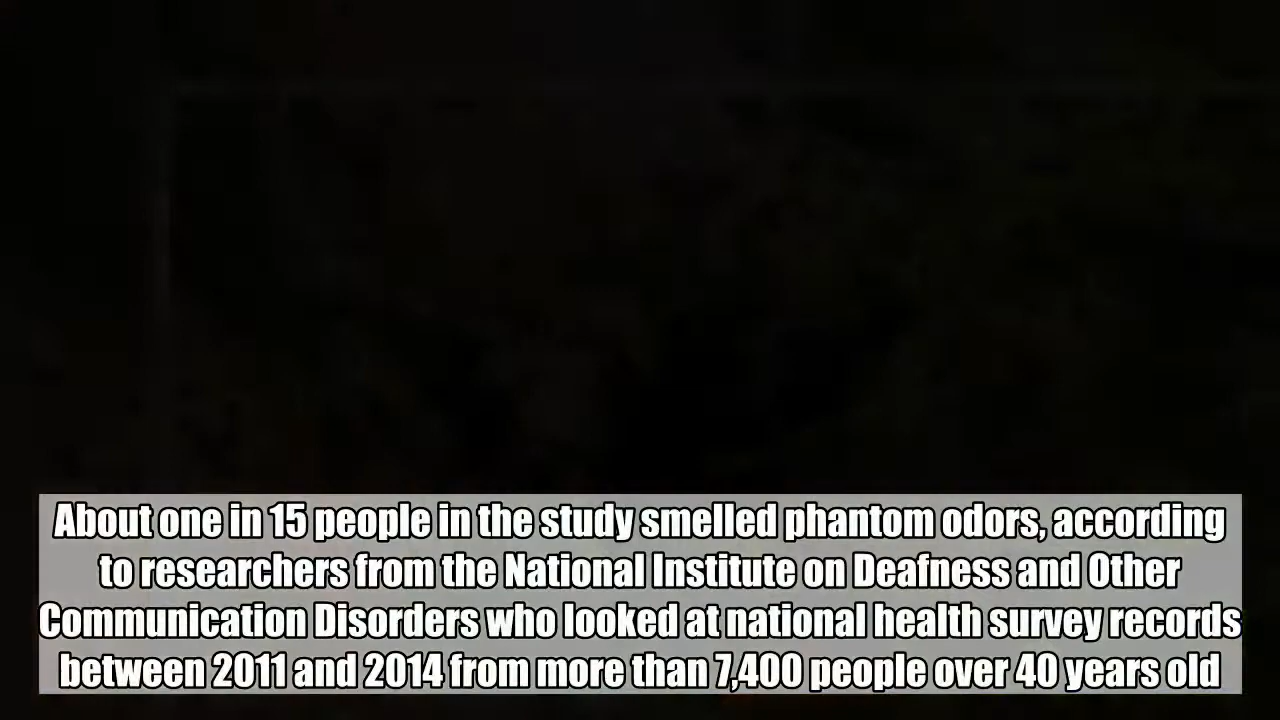 About one in 15 people in the study smelled phantom odors, according
to researchers from the National Institute on Deafness and Other
Communication Disorders who looked at national health survey records
between 2011 and 2014 from more than 7,400 people over 40 years old